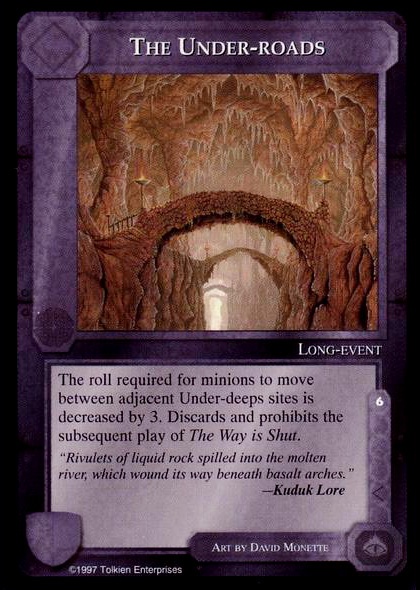 THE UNDER-ROADS
LONG-EVENT
The roll required for minions to move
between adjacent Under-deeps sites is
decreased by 3. Discards and prohibits the
subsequent play of The Way is Shut.
“Rivulets of liquid rock spilled into the molten
river, which wound its way beneath basalt arches.”
—Kuduk Lore
6
ART BY DAVID MONETTE
©1997 Tolkien Enterprises